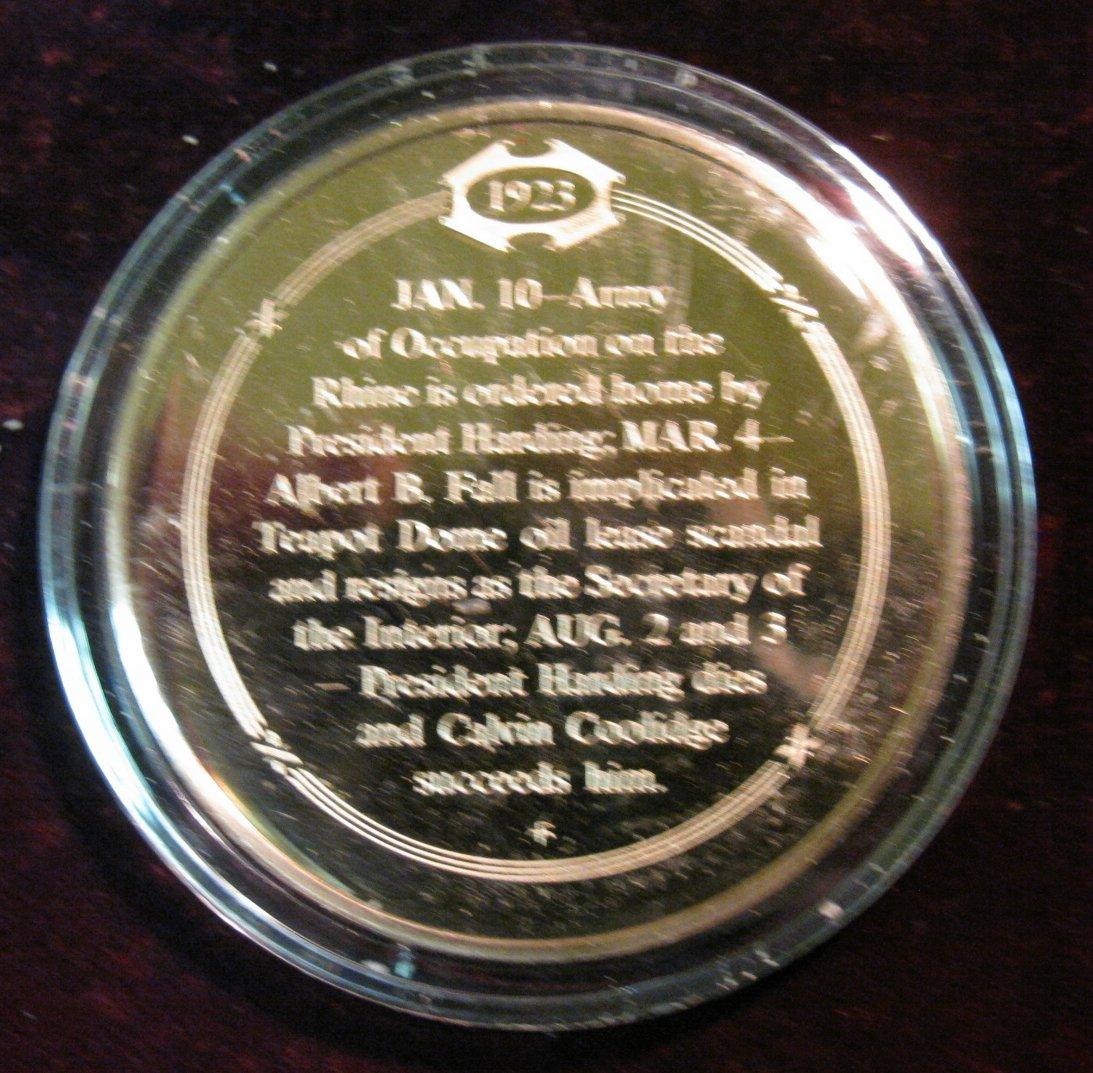 1923
JAN. 10—Army
of Occupation on the
Rhine is ordered home by
President Harding; MAR. 4—
Albert B. Fall is implicated in
Teapot Dome oil lease scandal
and resigns as the Secretary of
the Interior; AUG. 2 and 3
— President Harding dies
and Calvin Coolidge
succeeds him.